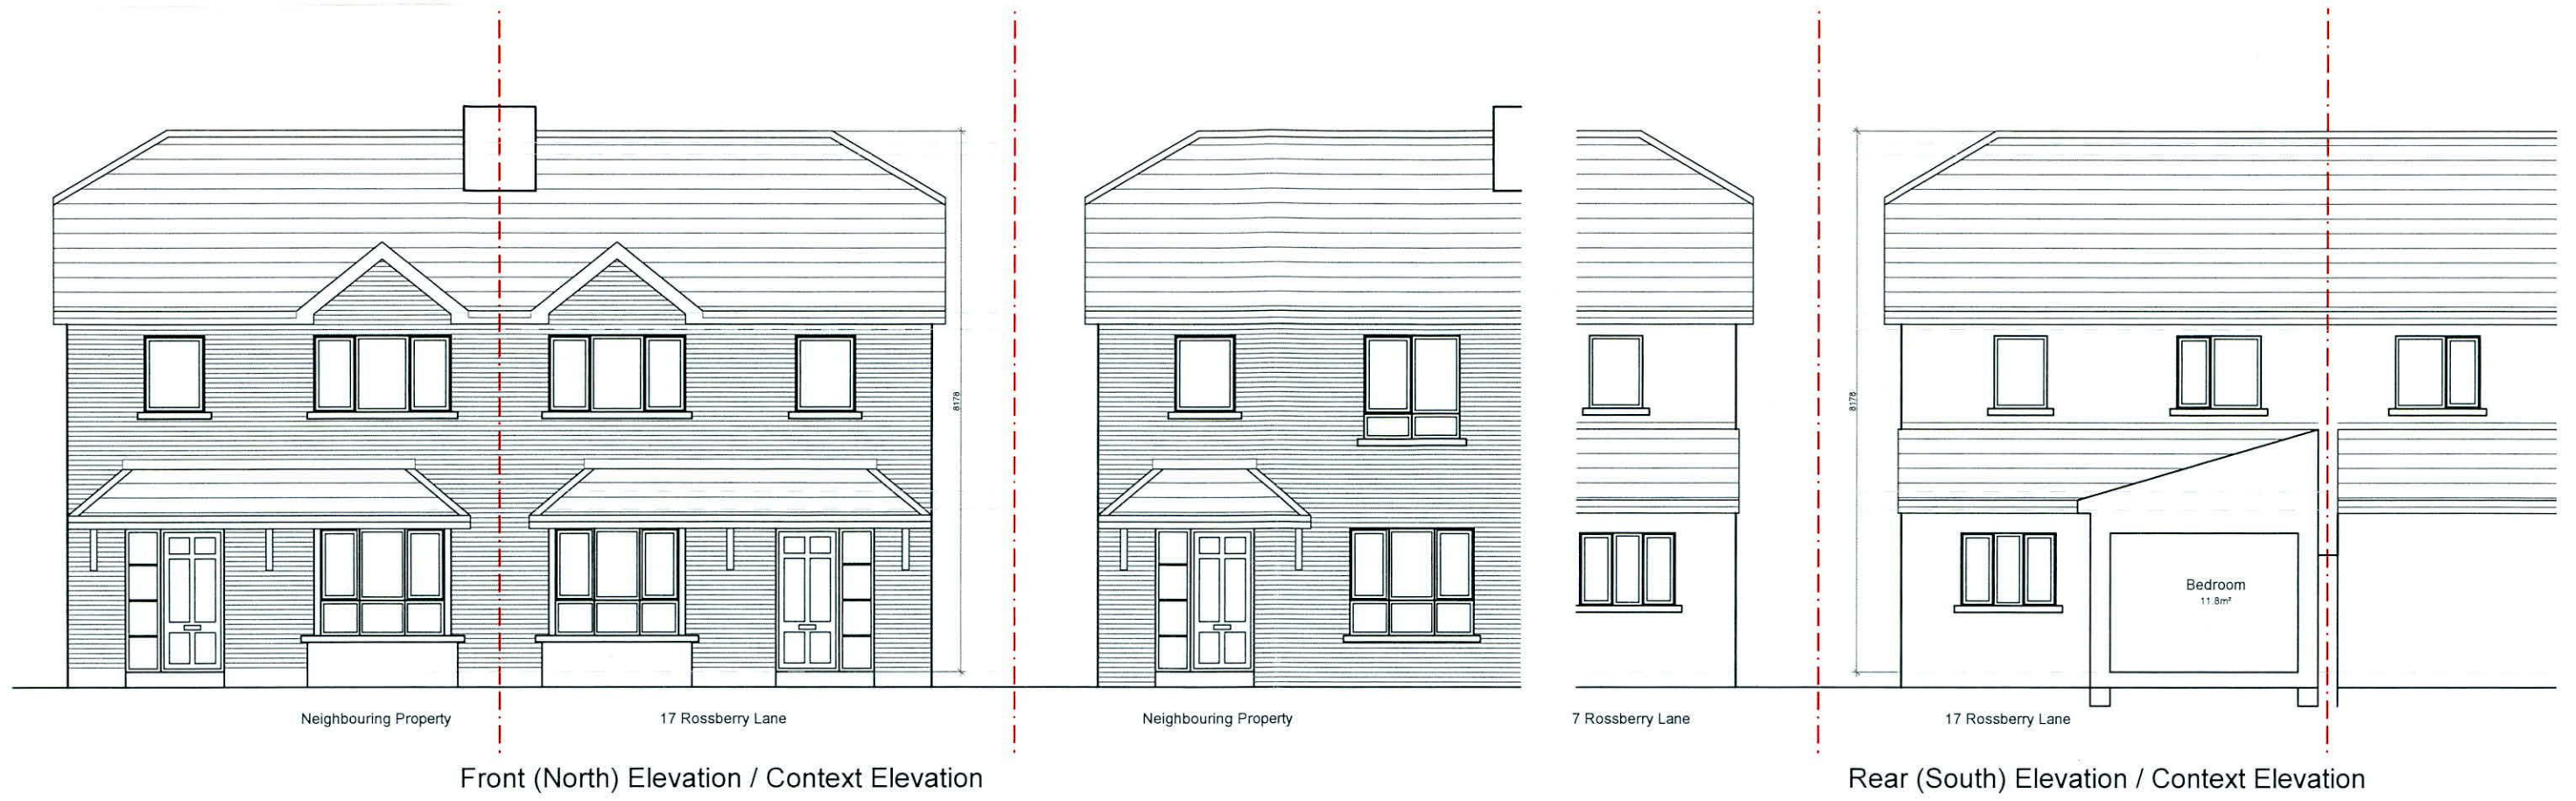 8178
8178
Bedroom
11.8m²
Neighbouring Property
17 Rossberry Lane
Neighbouring Property
7 Rossberry Lane
17 Rossberry Lane
Front (North) Elevation / Context Elevation
Rear (South) Elevation / Context Elevation